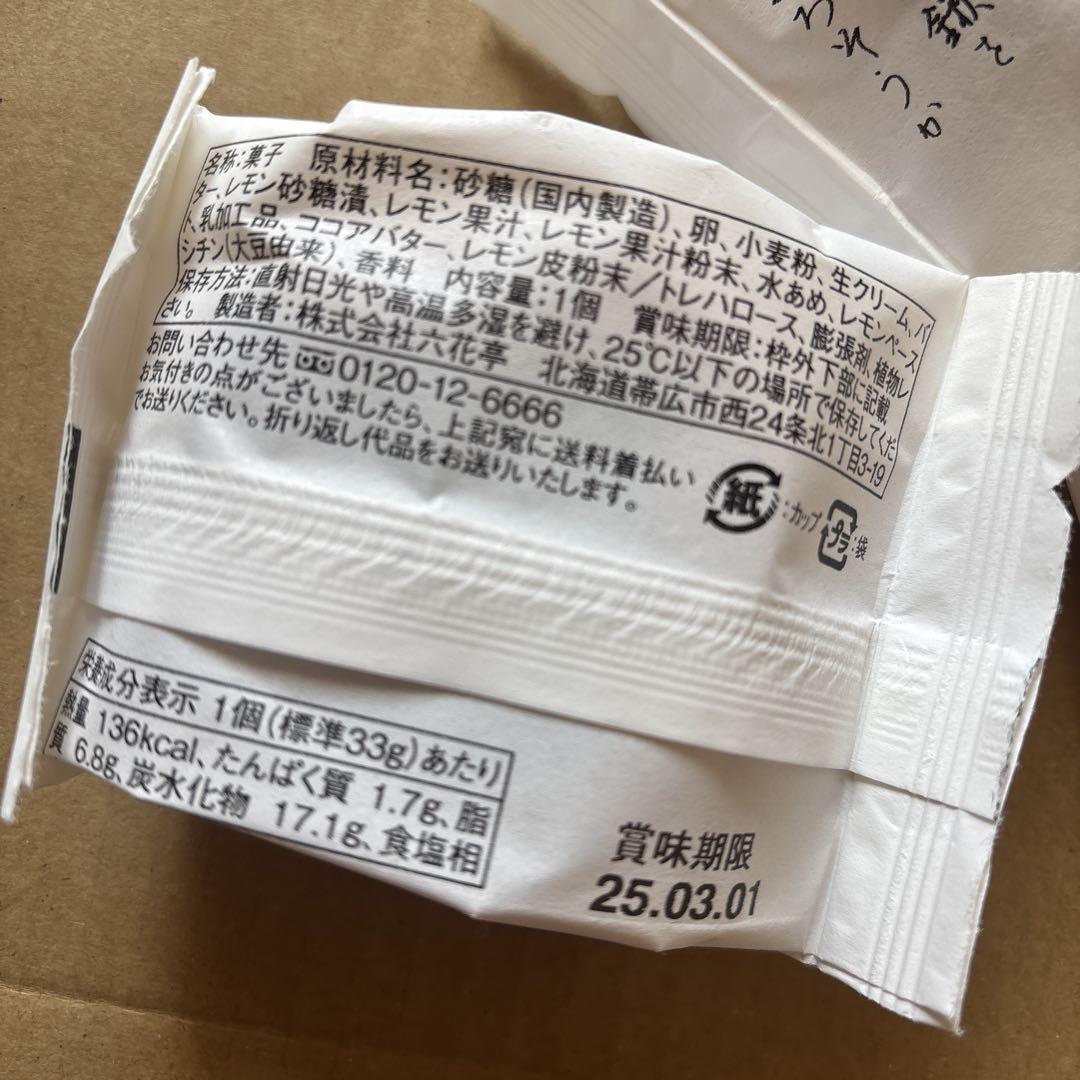 鍬を
ろそうか
名称:菓子 原材料名:砂糖(国内製造)、卵、小麦粉、生クリーム、バ
ター、レモン砂糖漬、レモン果汁、レモン果汁粉末、水あめ、レモンペース
ト、乳加工品、ココアバター、レモン皮粉末/トレハロース、膨張剤、植物レ
シチン(大豆由来)、香料 内容量:1個 賞味期限:枠外下部に記載
保存方法:直射日光や高温多湿を避け、25℃以下の場所で保存してくだ
さい。 製造者:株式会社六花亭 北海道帯広市西24条北1丁目3-19
お問い合わせ先 0120-12-6666
お気付きの点がございましたら、上記宛に送料着払い
でお送りください。折り返し代品をお送りいたします。
紙:カップ プラ:袋
栄養成分表示 1個(標準33g)あたり
熱量 136kcal、たんぱく質 1.7g、脂
質 6.8g、炭水化物 17.1g、食塩相
賞味期限
25.03.01